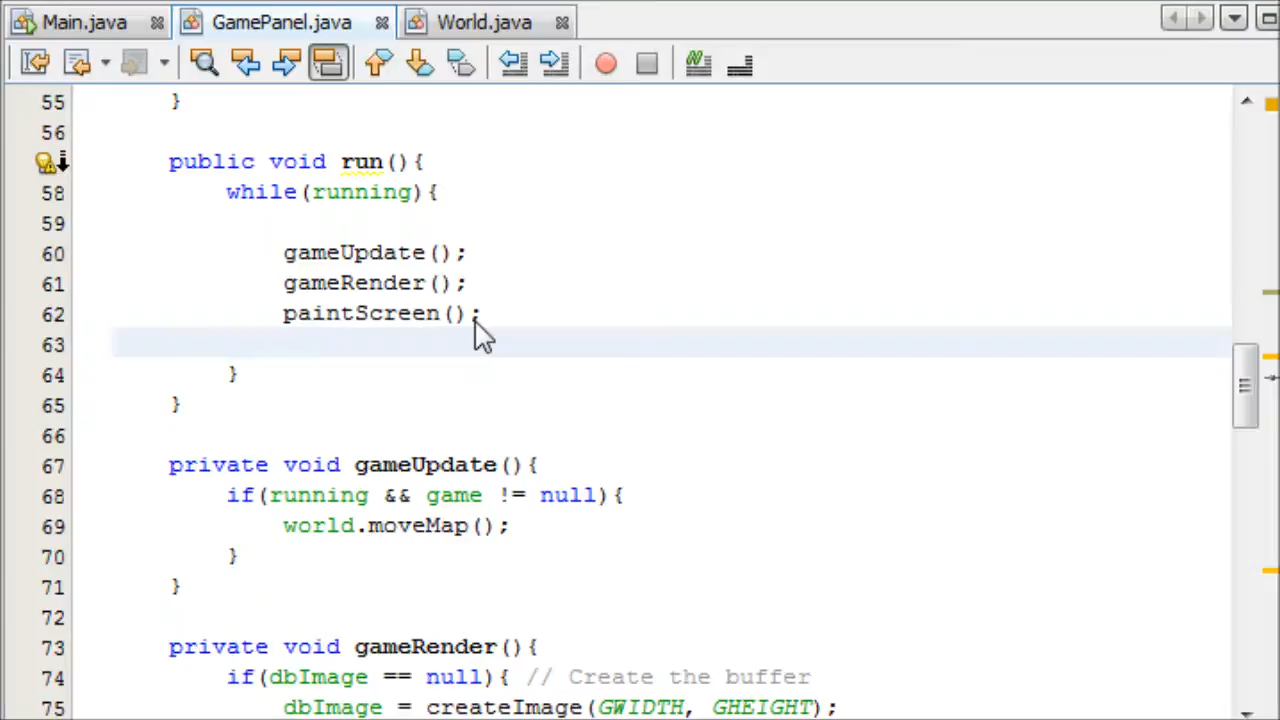 Main.java GamePanel.java World.java
55 }
56
public void run(){
58 while(running){
59
60 gameUpdate();
61 gameRender();
62 paintScreen();
63
64 }
65 }
66
67 private void gameUpdate(){
68 if(running && game != null){
69 world.moveMap();
70 }
71 }
72
73 private void gameRender(){
74 if(dbImage == null){ // Create the buffer
75 dbImage = createImage(GWIDTH, GHEIGHT);